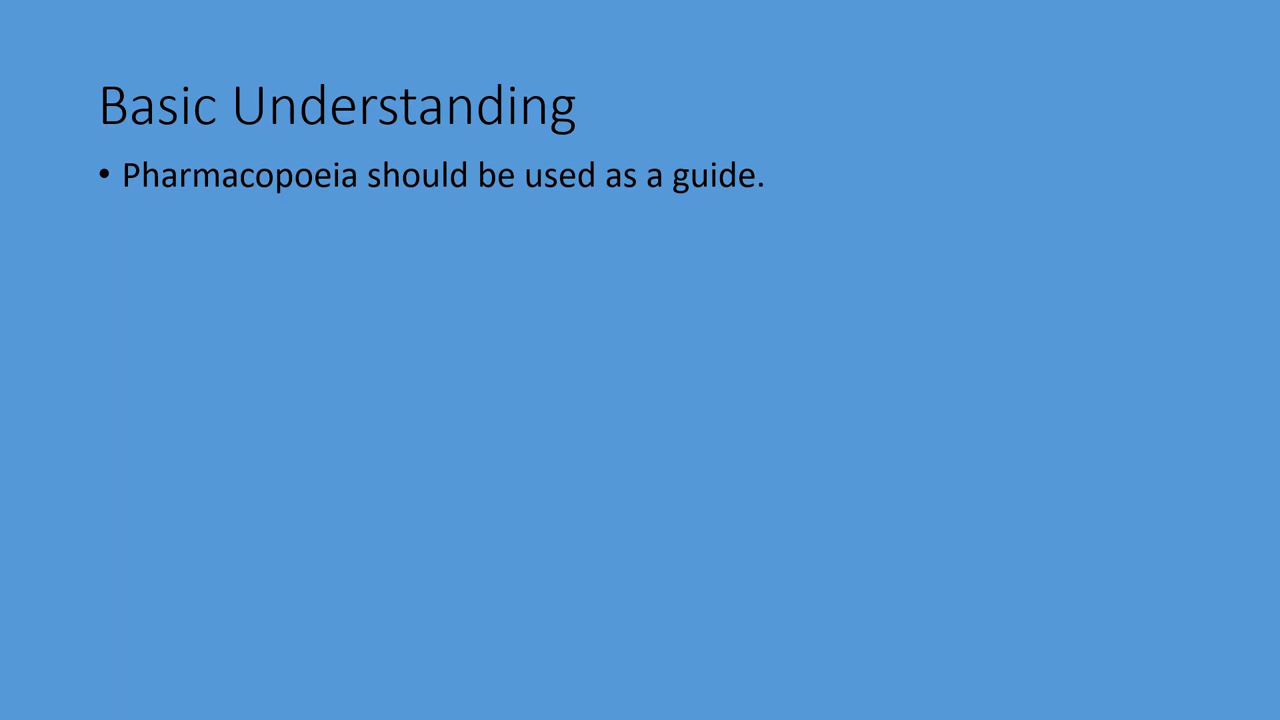 Basic Understanding
• Pharmacopoeia should be used as a guide.